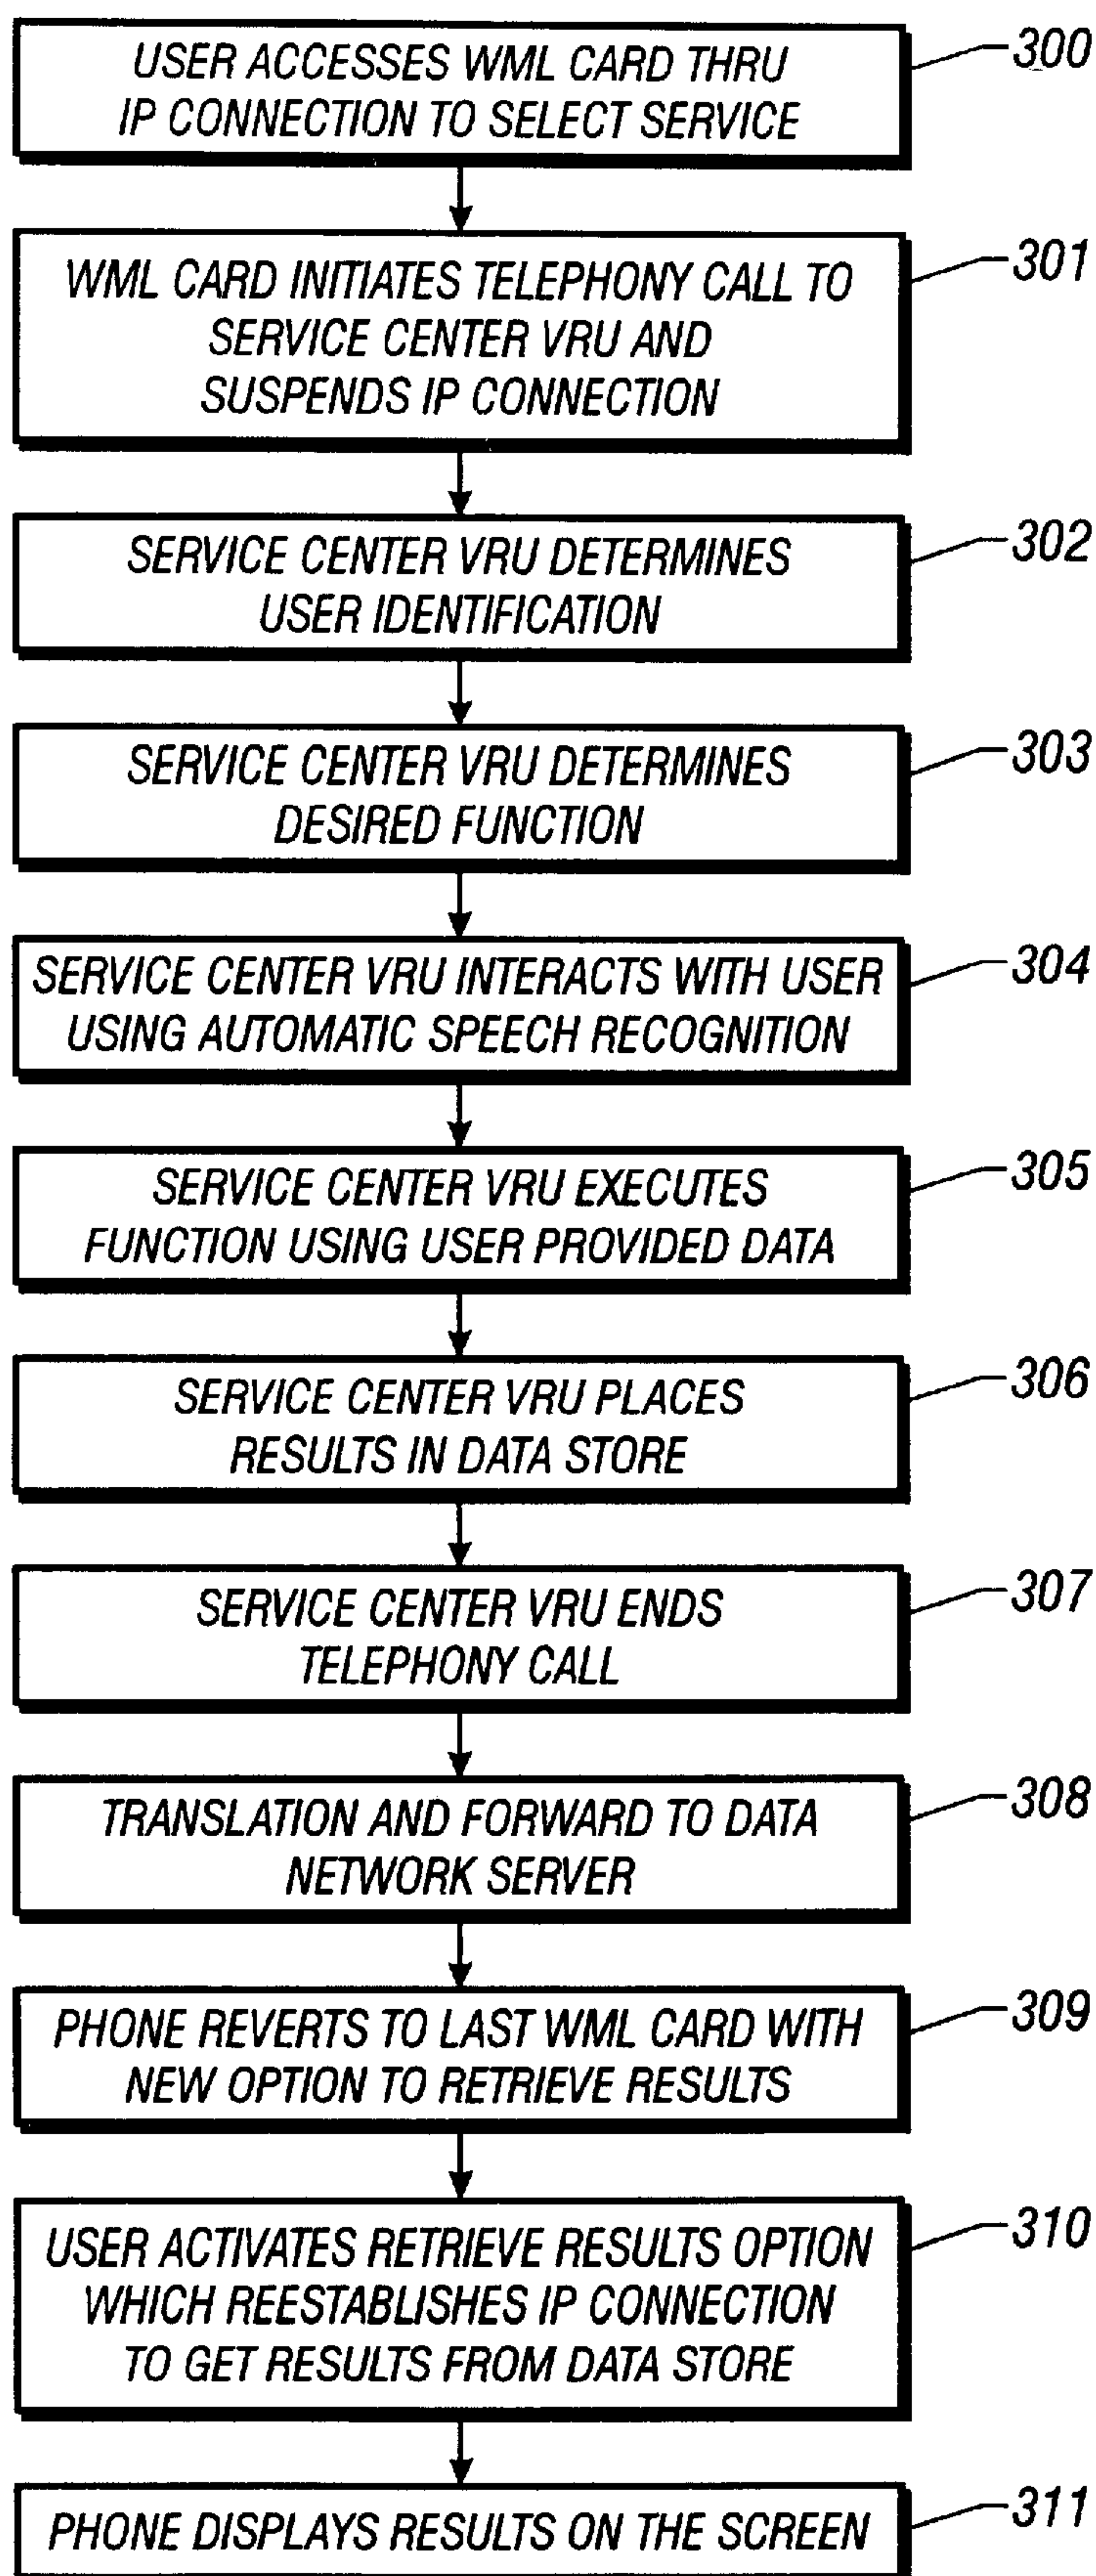 USER ACCESSES WML CARD THRU
IP CONNECTION TO SELECT SERVICE
300
WML CARD INITIATES TELEPHONY CALL TO
SERVICE CENTER VRU AND
SUSPENDS IP CONNECTION
301
SERVICE CENTER VRU DETERMINES
USER IDENTIFICATION
302
SERVICE CENTER VRU DETERMINES
DESIRED FUNCTION
303
SERVICE CENTER VRU INTERACTS WITH USER
USING AUTOMATIC SPEECH RECOGNITION
304
SERVICE CENTER VRU EXECUTES
FUNCTION USING USER PROVIDED DATA
305
SERVICE CENTER VRU PLACES
RESULTS IN DATA STORE
306
SERVICE CENTER VRU ENDS
TELEPHONY CALL
307
TRANSLATION AND FORWARD TO DATA
NETWORK SERVER
308
PHONE REVERTS TO LAST WML CARD WITH
NEW OPTION TO RETRIEVE RESULTS
309
USER ACTIVATES RETRIEVE RESULTS OPTION
WHICH REESTABLISHES IP CONNECTION
TO GET RESULTS FROM DATA STORE
310
PHONE DISPLAYS RESULTS ON THE SCREEN
311